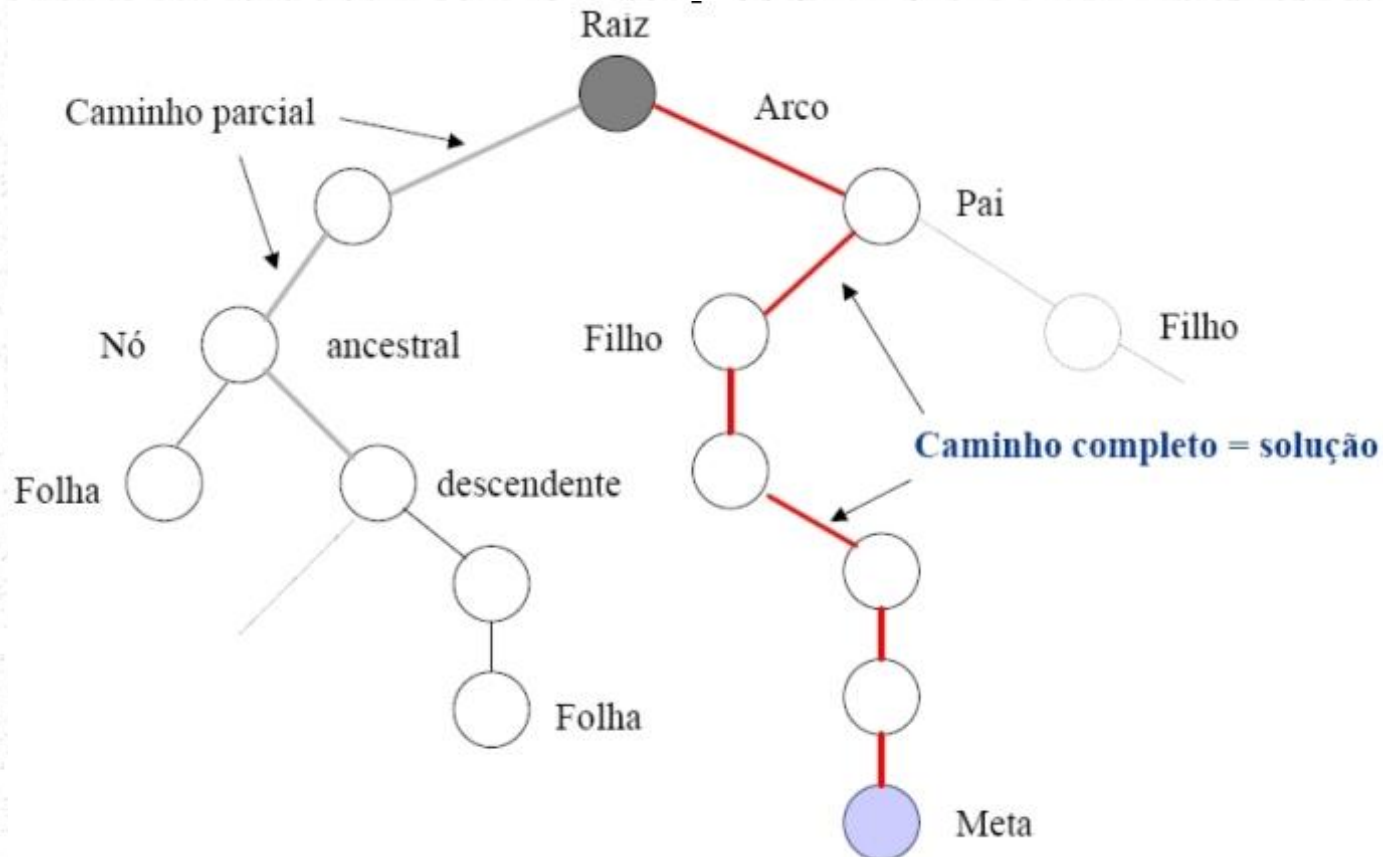 Raiz
Caminho parcial
Arco
Pai
Nó
ancestral
Filho
Filho
Caminho completo = solução
Folha
descendente
Folha
Meta